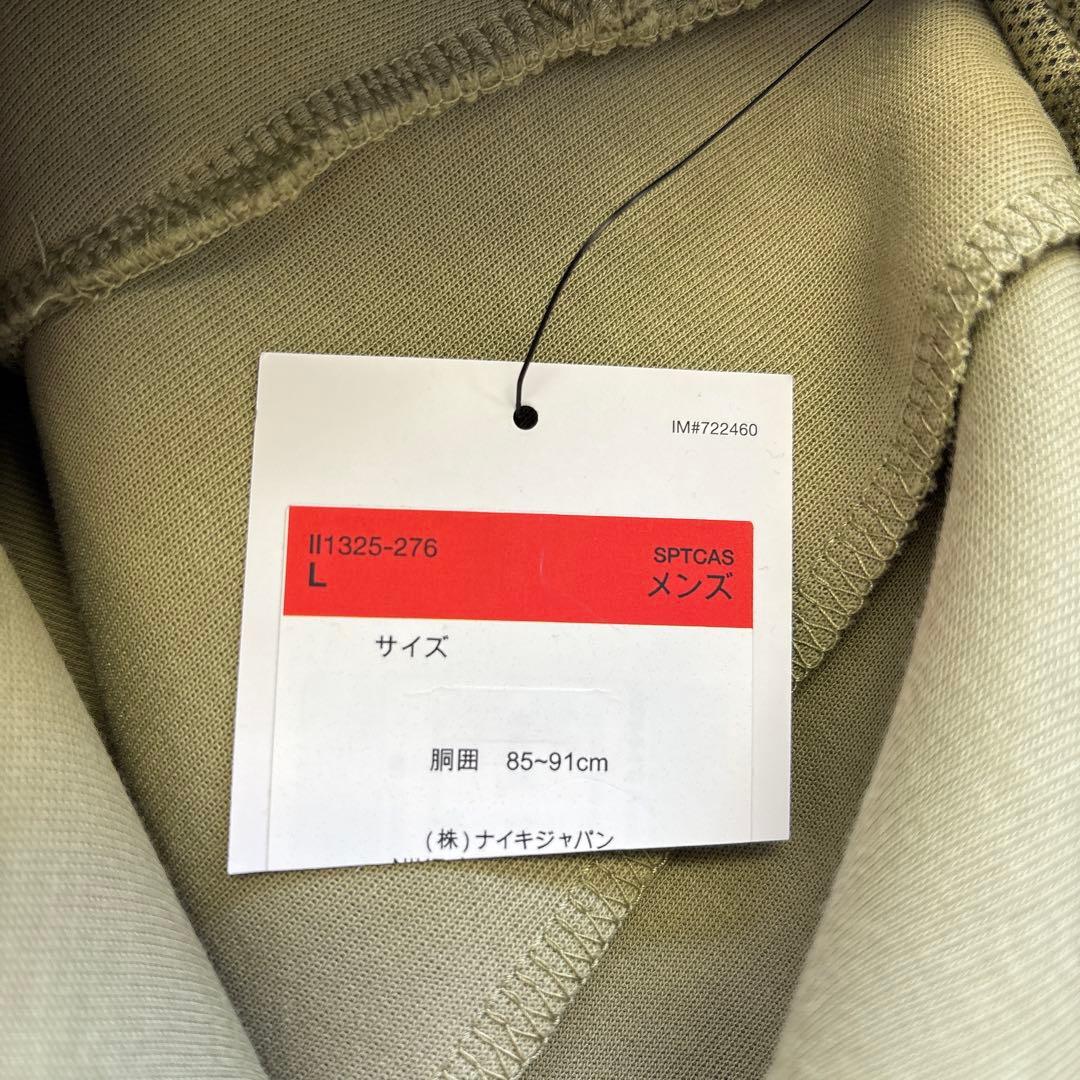 IM#722460
II1325-276
SPTCAS
L
メンズ
サイズ
胴囲 85~91cm
(株)ナイキジャパン